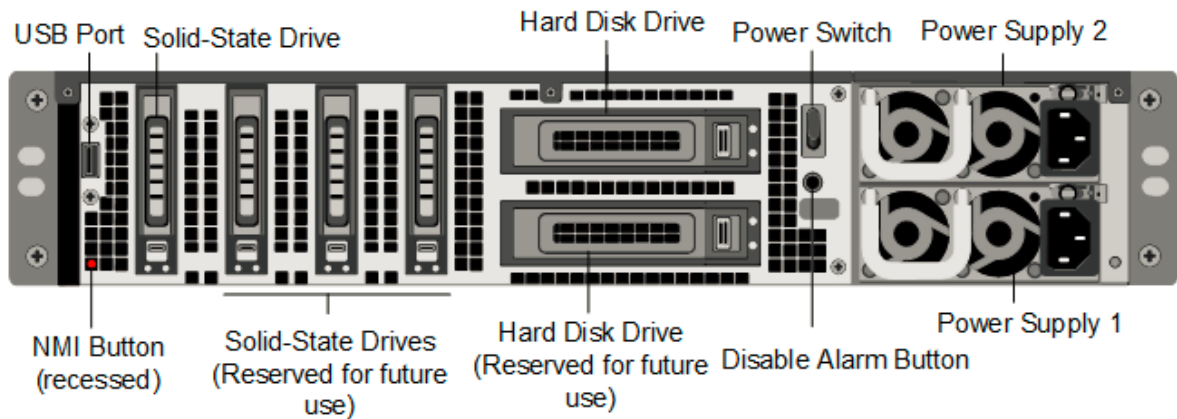 USB Port
Solid-State Drive
Hard Disk Drive
Power Switch
Power Supply 2
NMI Button
(recessed)
Solid-State Drives
(Reserved for future
use)
Hard Disk Drive
(Reserved for future
use)
Disable Alarm Button
Power Supply 1